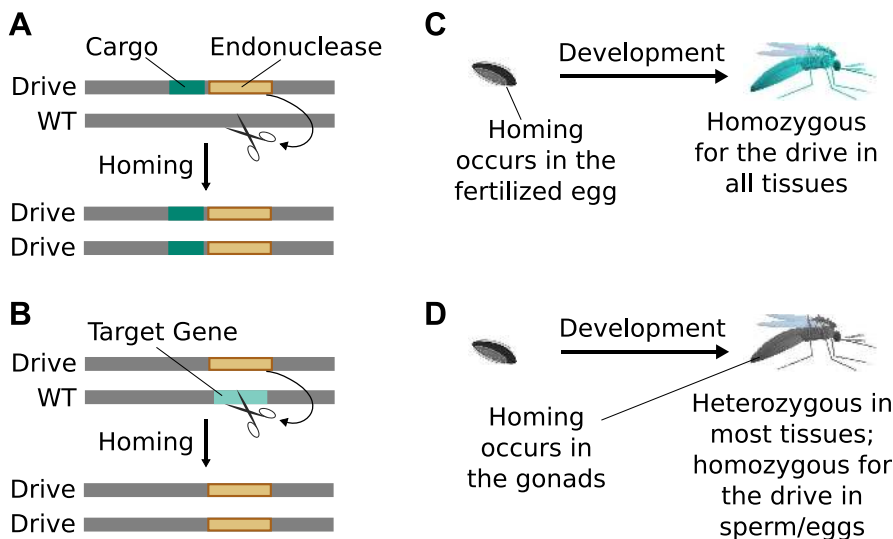 A
Cargo Endonuclease
Drive
WT
Homing
Drive
Drive
B
Target Gene
Drive
WT
Homing
Drive
Drive
C
Development
Homing
occurs in the
fertilized egg
Homozygous
for the drive in
all tissues
D
Development
Homing
occurs in
the gonads
Heterozygous in
most tissues;
homozygous for
the drive in
sperm/eggs